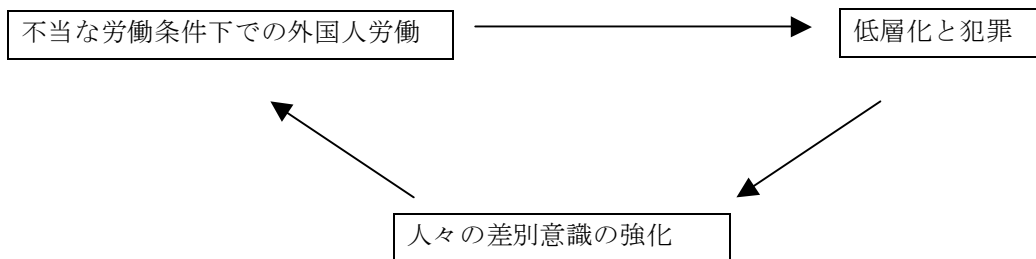 不当な労働条件下での外国人労働
低層化と犯罪
人々の差別意識の強化